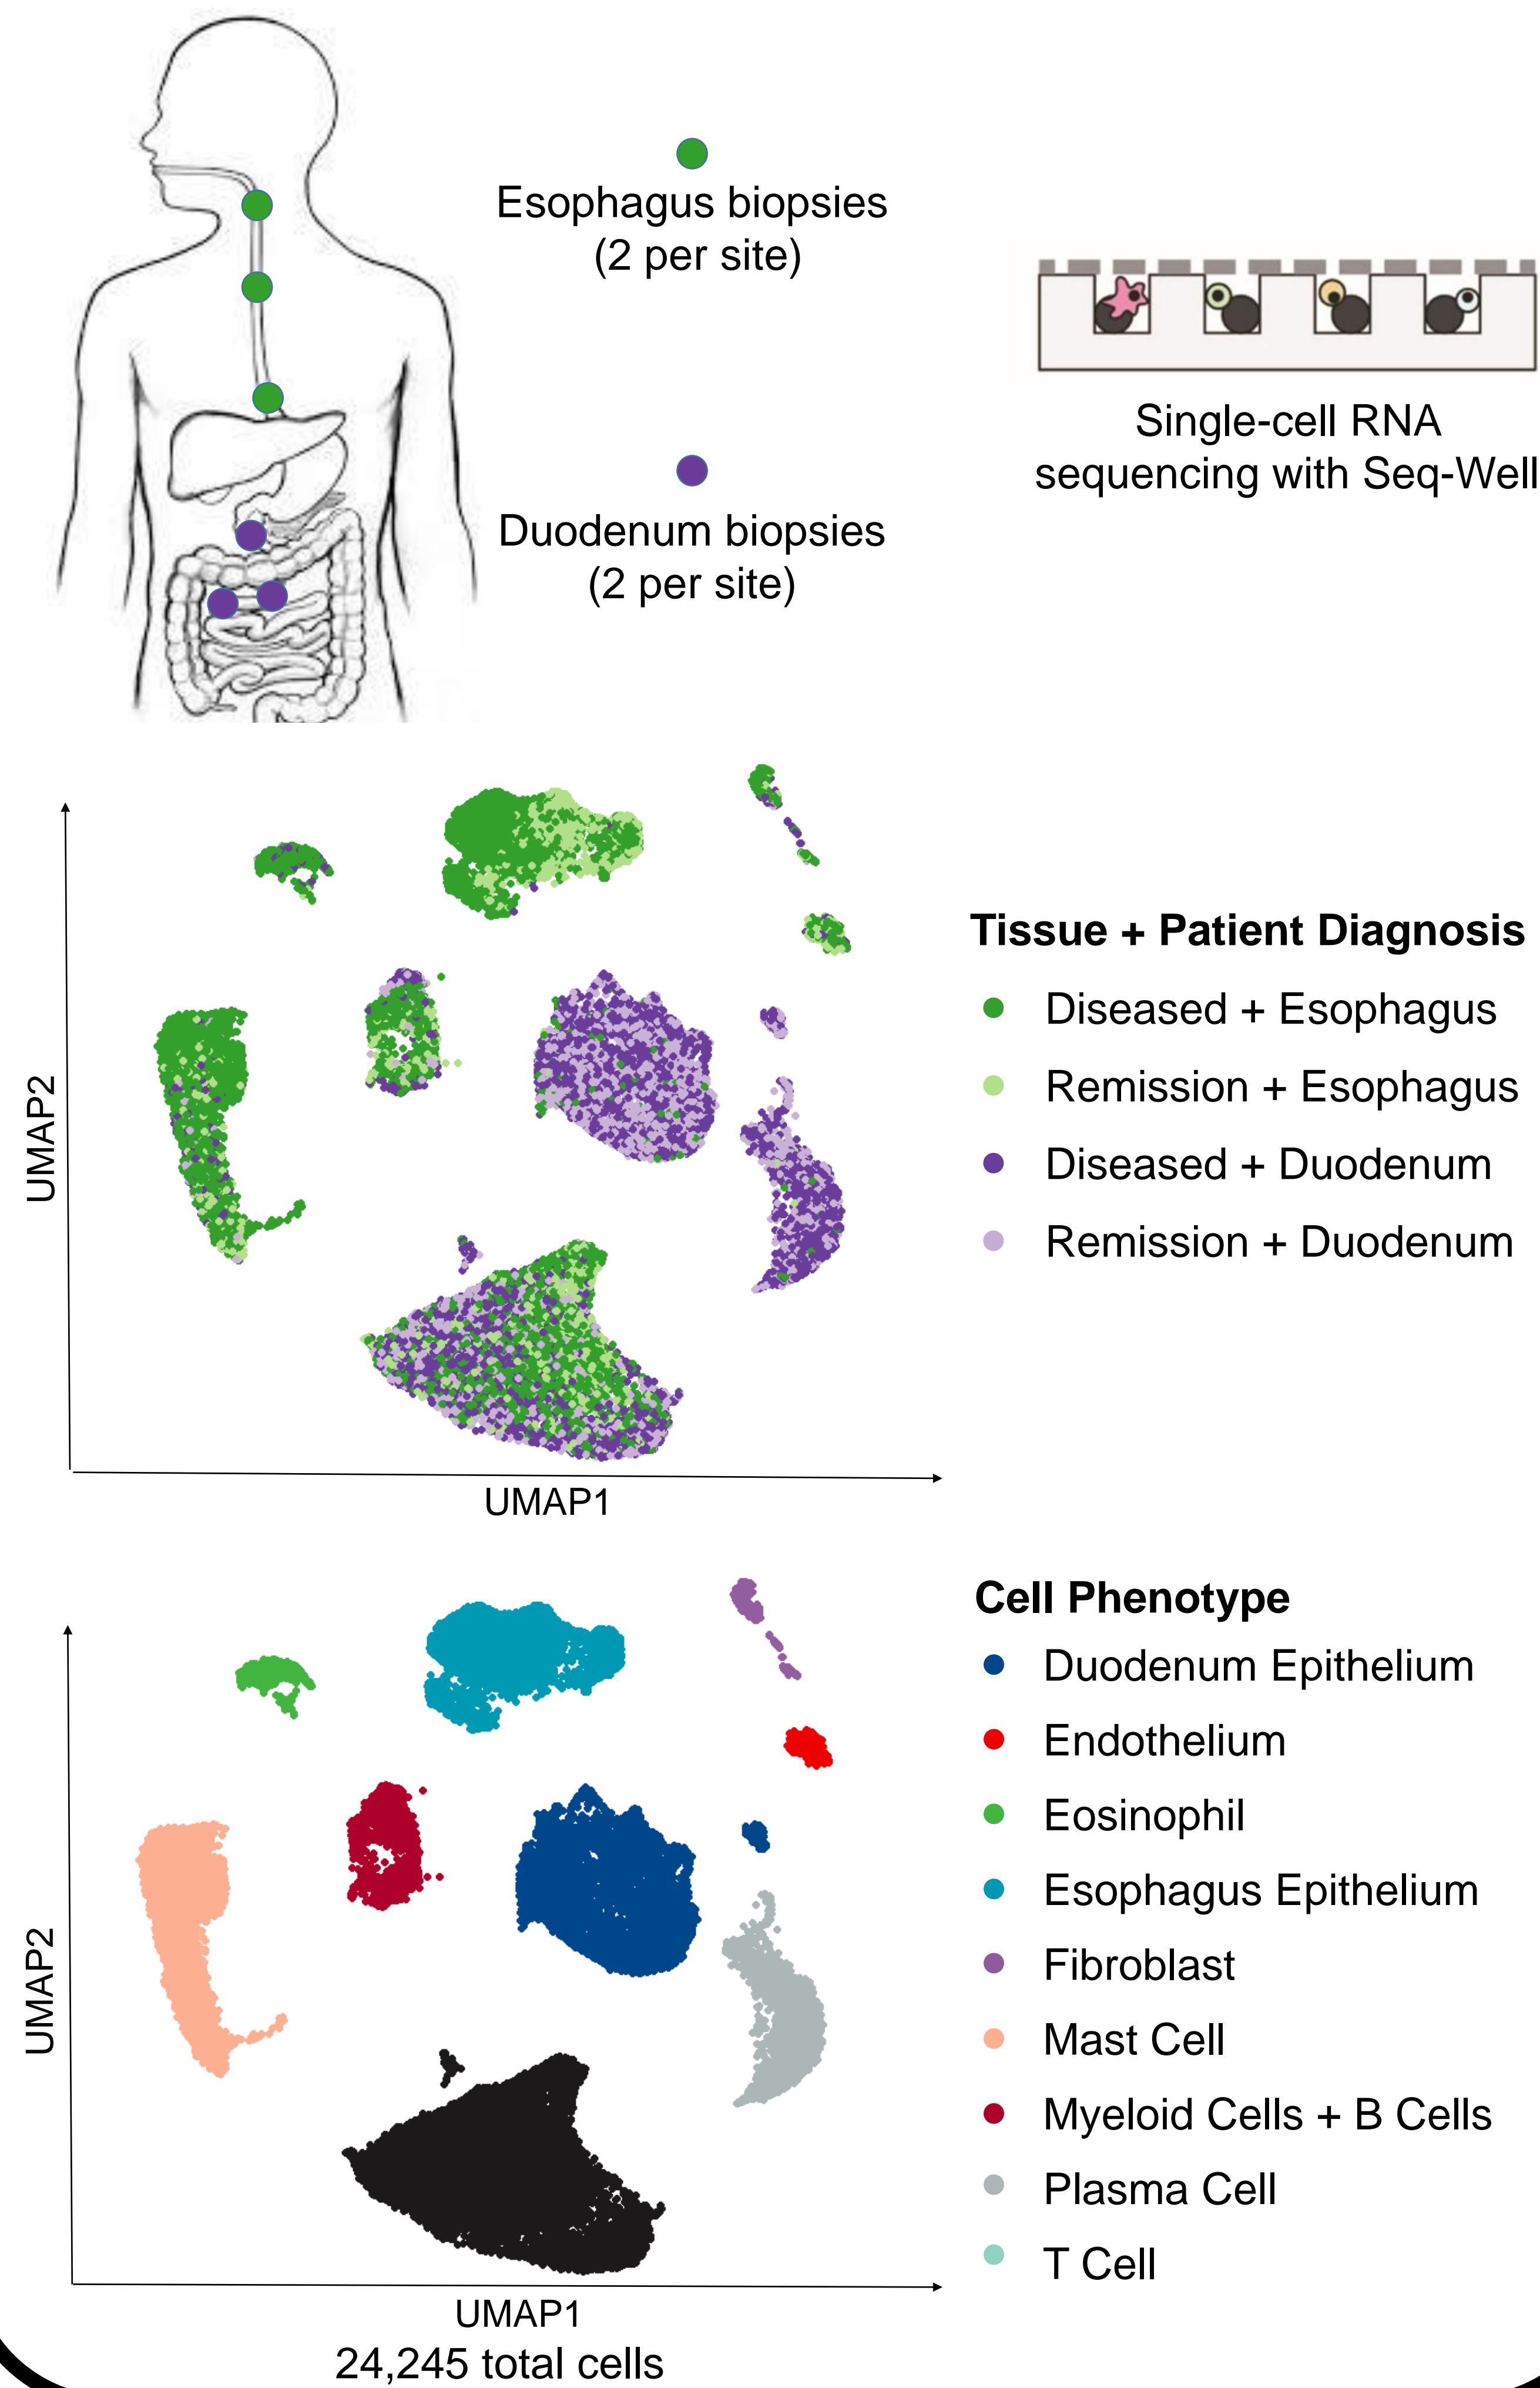 Esophagus biopsies
(2 per site)
Duodenum biopsies
(2 per site)
Single-cell RNA
sequencing with Seq-Well
UMAP2
UMAP1
Tissue + Patient Diagnosis
Diseased + Esophagus
Remission + Esophagus
Diseased + Duodenum
Remission + Duodenum
UMAP2
UMAP1
24,245 total cells
Cell Phenotype
Duodenum Epithelium
Endothelium
Eosinophil
Esophagus Epithelium
Fibroblast
Mast Cell
Myeloid Cells + B Cells
Plasma Cell
T Cell